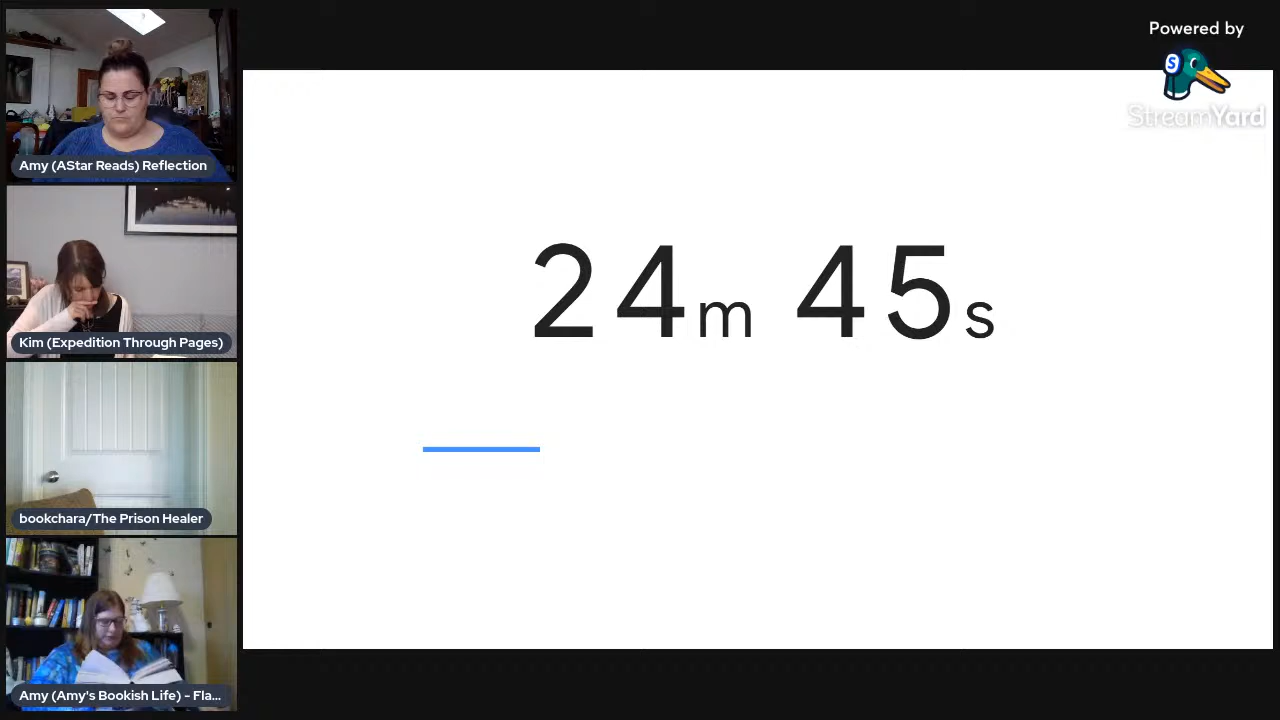 Powered by
S
StreamYard
Amy (AStar Reads) Reflection
24m 45s
Kim (Expedition Through Pages)
bookchara/The Prison Healer
Amy (Amy's Bookish Life) - Fla...